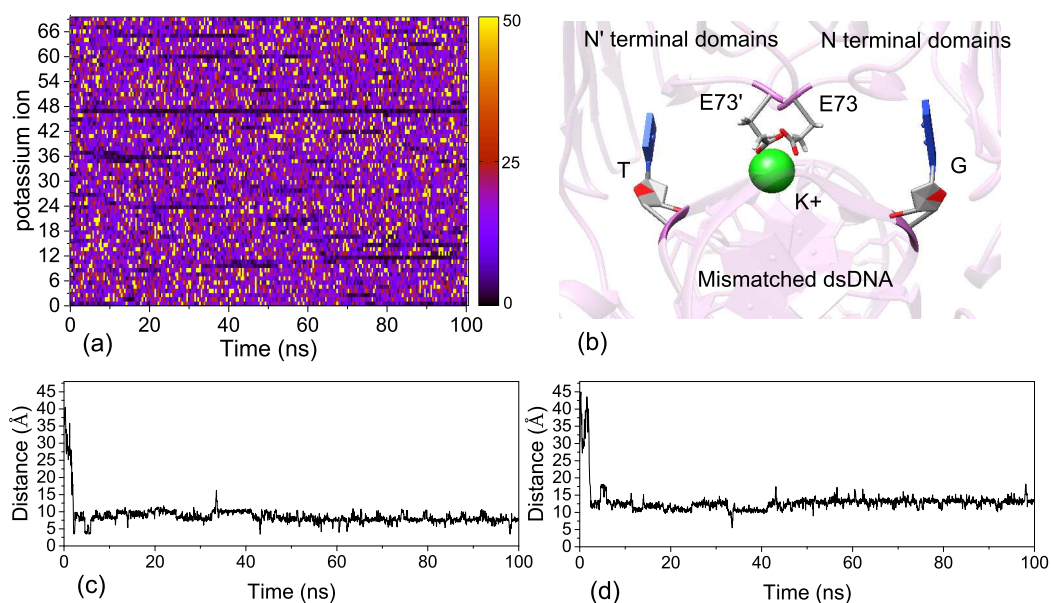 potassium ion
66
60
54
48
42
36
30
24
18
12
6
0
0 20 40 60 80 100
Time (ns)
(a)
50
25
0
N' terminal domains N terminal domains
E73' E73
T G
K+
Mismatched dsDNA
(b)
Distance (Å)
45
40
35
30
25
20
15
10
5
0
0 20 40 60 80 100
Time (ns)
(c)
Distance (Å)
45
40
35
30
25
20
15
10
5
0
0 20 40 60 80 100
Time (ns)
(d)